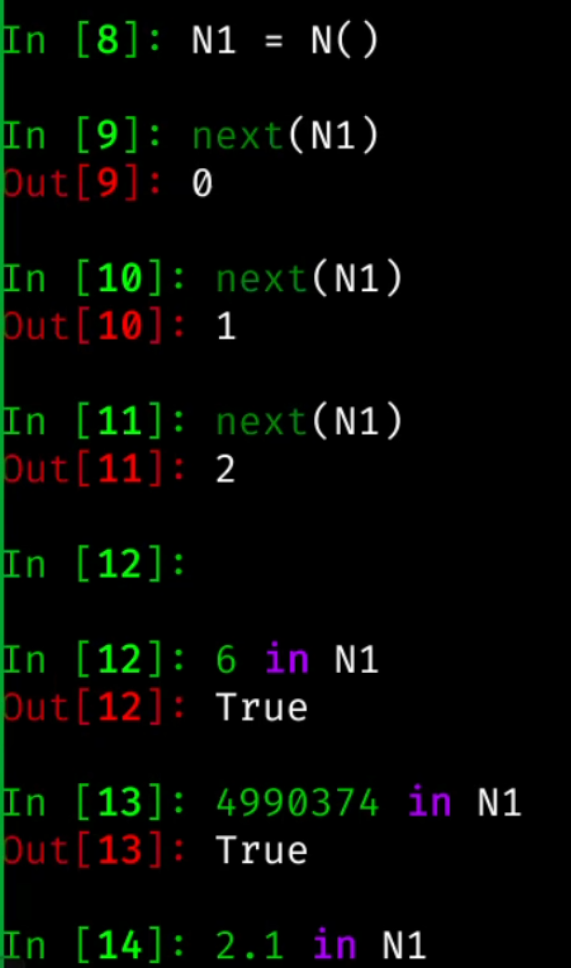 In [8]: N1 = N()
In [9]: next(N1)
Out[9]: 0
In [10]: next(N1)
Out[10]: 1
In [11]: next(N1)
Out[11]: 2
In [12]:
In [12]: 6 in N1
Out[12]: True
In [13]: 4990374 in N1
Out[13]: True
In [14]: 2.1 in N1